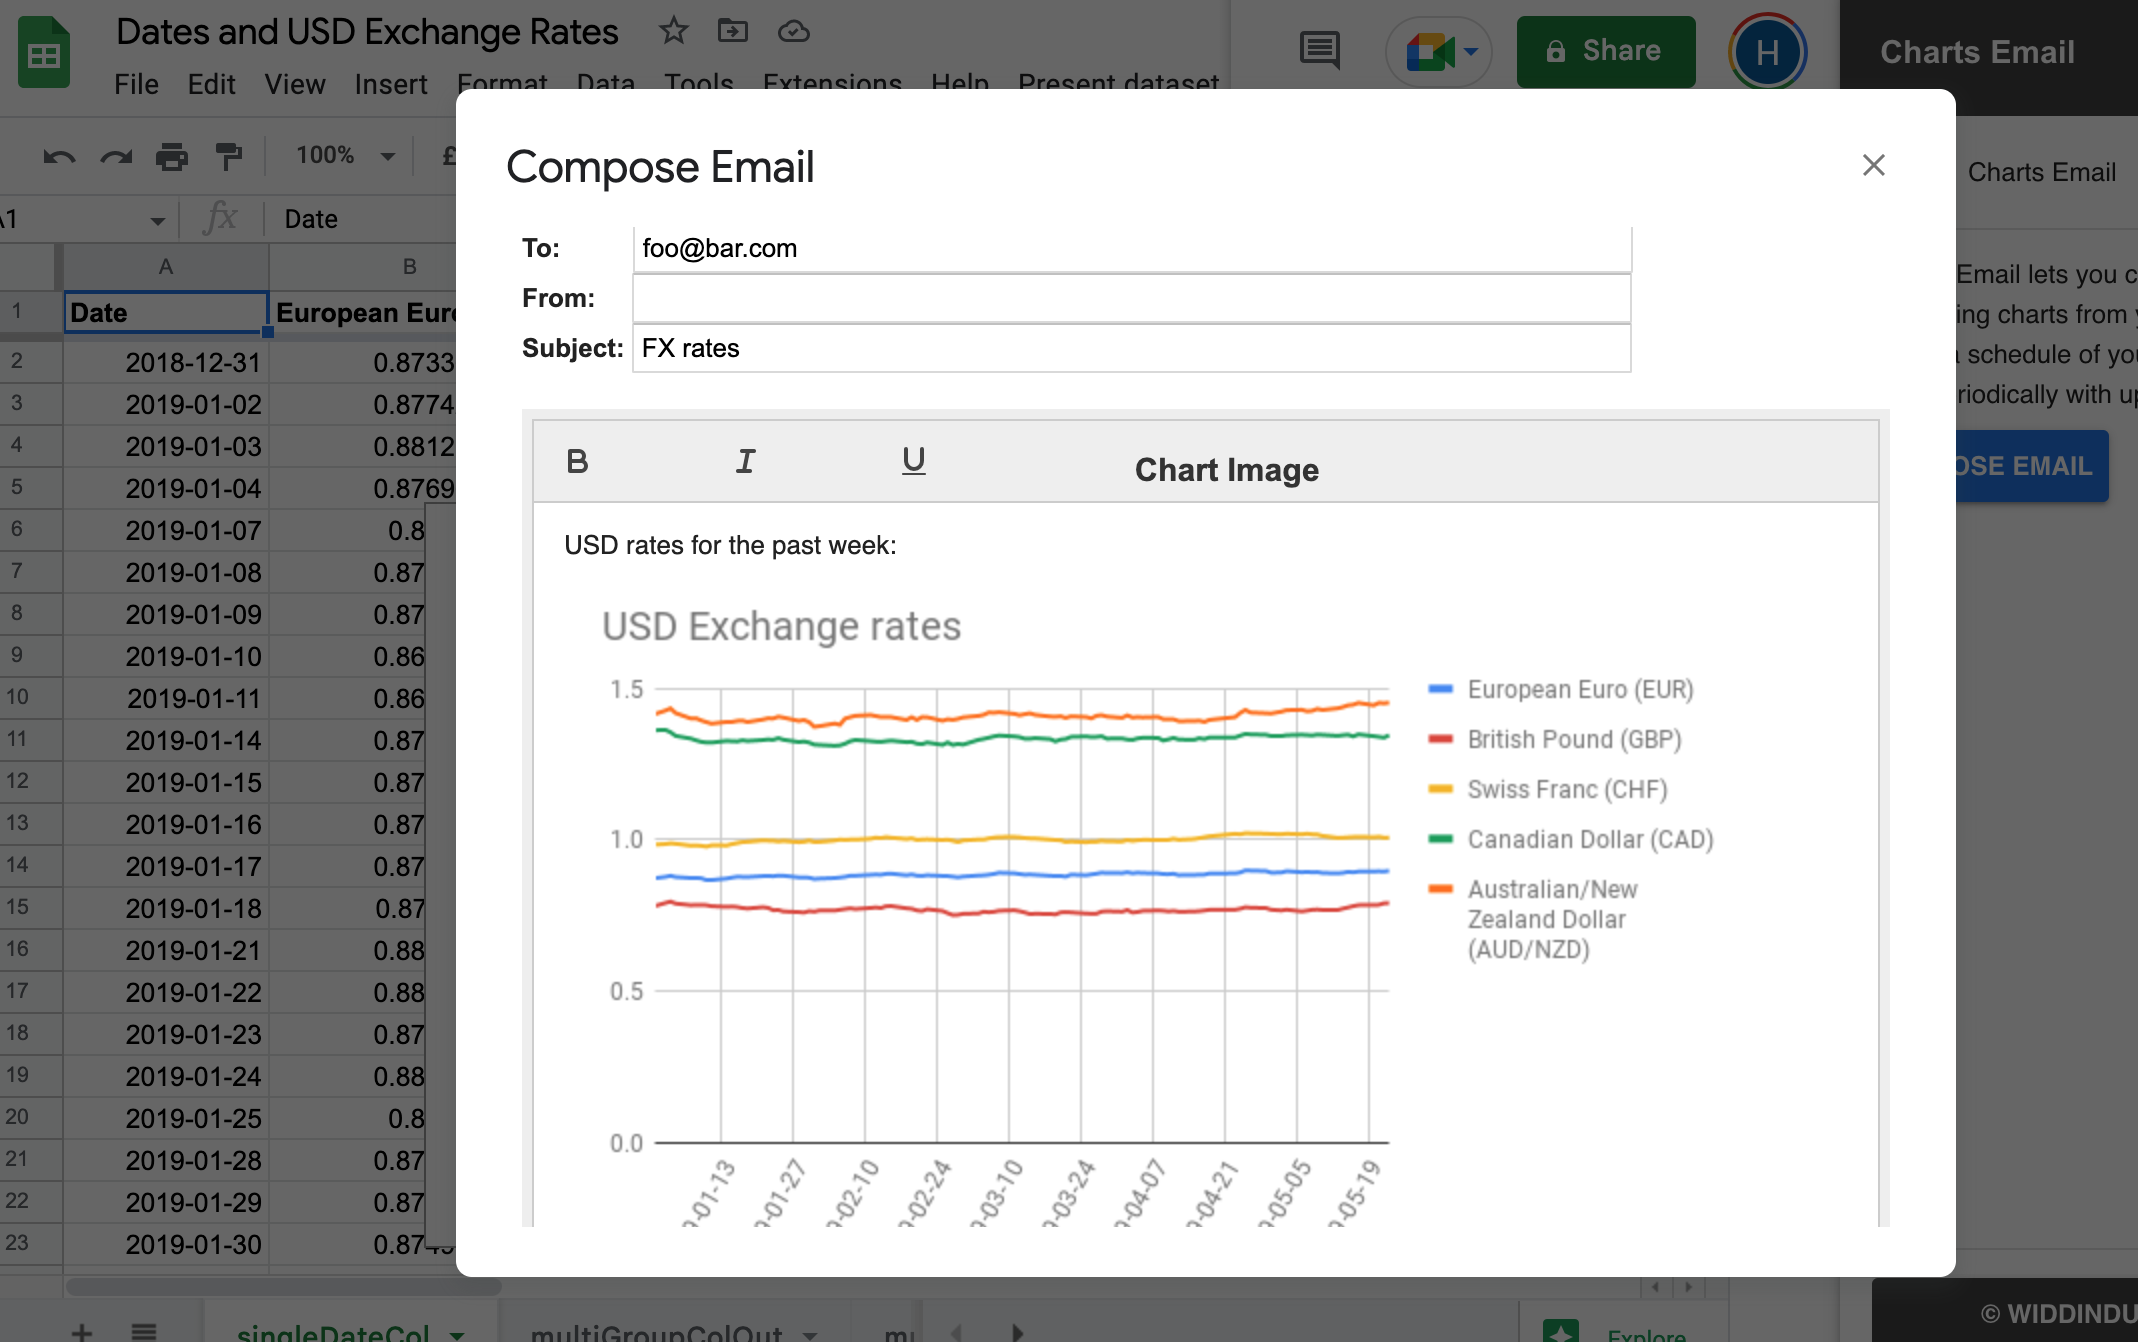 Dates and USD Exchange Rates
Share
H
Charts Email
File Edit View Insert Format Data Tools Extensions Help Present dataset
100%
£
Compose Email
Charts Email
A1
fx
Date
To: foo@bar.com
From:
Subject: FX rates
Email lets you
charts from
schedule of
with
EMAIL
A B
1 Date European
2 2018-12-31 0.8733
3 2019-01-02 0.8774
4 2019-01-03 0.8812
5 2019-01-04 0.8769
6 2019-01-07 0.8
7 2019-01-08 0.87
8 2019-01-09 0.87
9 2019-01-10 0.86
10 2019-01-11 0.86
11 2019-01-14 0.87
12 2019-01-15 0.87
13 2019-01-16 0.87
14 2019-01-17 0.87
15 2019-01-18 0.87
16 2019-01-21 0.88
17 2019-01-22 0.88
18 2019-01-23 0.87
19 2019-01-24 0.88
20 2019-01-25 0.8
21 2019-01-28 0.87
22 2019-01-29 0.87
23 2019-01-30
B I U Chart Image
USD rates for the past week:
USD Exchange rates
1.5
1.0
0.5
0.0
European Euro (EUR)
British Pound (GBP)
Swiss Franc (CHF)
Canadian Dollar (CAD)
Australian/New
Zealand Dollar
(AUD/NZD)
-01-13 -01-27 -02-10 -02-24 -03-10 -03-24 -04-07 -04-21 -05-05 -05-19
singleDateCol multiGroupColOut
Explore
© WIDDINDU